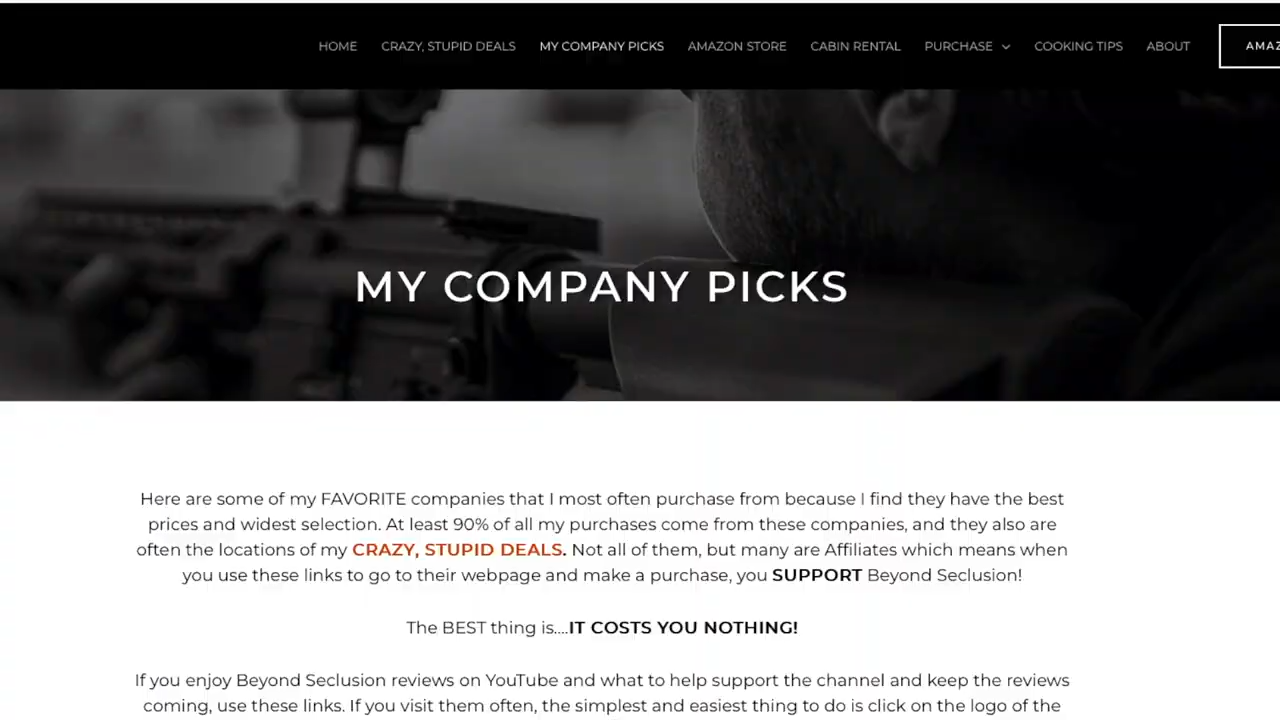 HOME CRAZY, STUPID DEALS MY COMPANY PICKS AMAZON STORE CABIN RENTAL PURCHASE COOKING TIPS ABOUT
MY COMPANY PICKS
Here are some of my FAVORITE companies that I most often purchase from because I find they have the best
prices and widest selection. At least 90% of all my purchases come from these companies, and they also are
often the locations of my CRAZY, STUPID DEALS. Not all of them, but many are Affiliates which means when
you use these links to go to their webpage and make a purchase, you SUPPORT Beyond Seclusion!
The BEST thing is....IT COSTS YOU NOTHING!
If you enjoy Beyond Seclusion reviews on YouTube and what to help support the channel and keep the reviews
coming, use these links. If you visit them often, the simplest and easiest thing to do is click on the logo of the